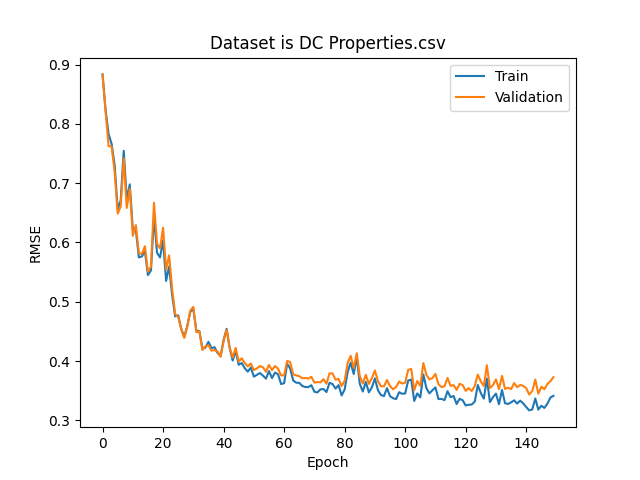 Dataset is DC Properties.csv
Train
Validation
RMSE
0.9
0.8
0.7
0.6
0.5
0.4
0.3
0 20 40 60 80 100 120 140
Epoch